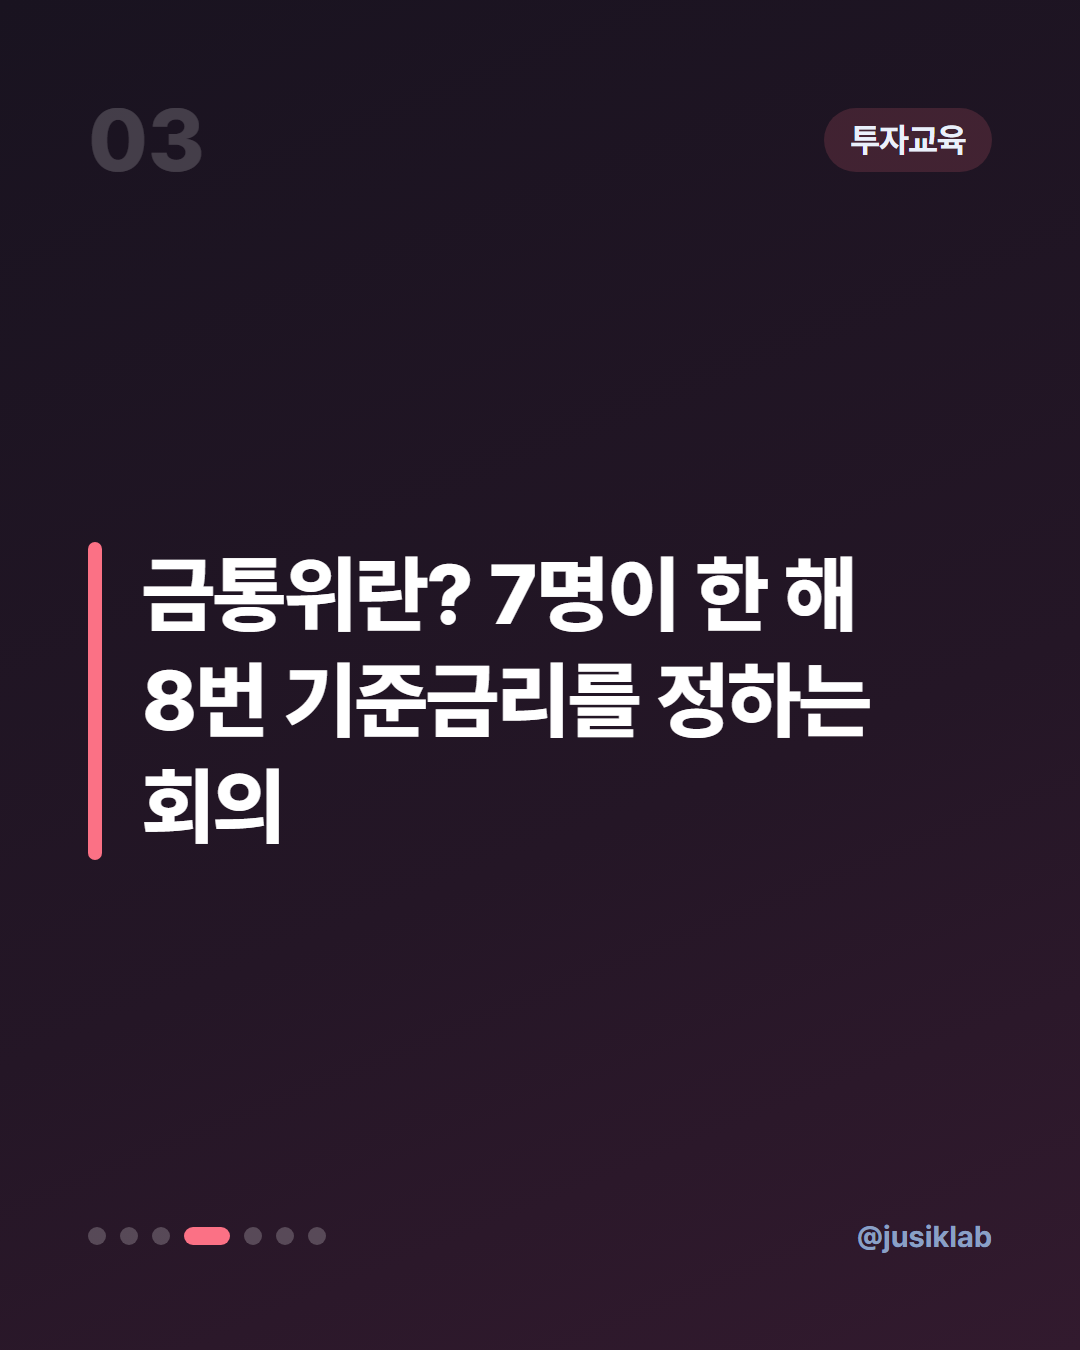 03
투자교육
금통위란? 7명이 한 해
8번 기준금리를 정하는
회의
@jusiklab